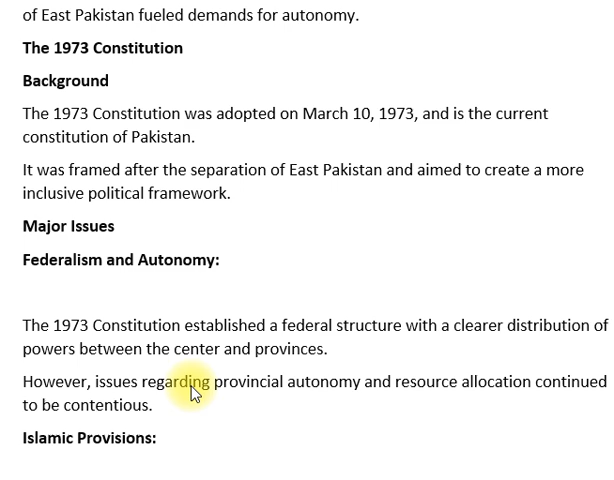 of East Pakistan fueled demands for autonomy.
The 1973 Constitution
Background
The 1973 Constitution was adopted on March 10, 1973, and is the current
constitution of Pakistan.
It was framed after the separation of East Pakistan and aimed to create a more
inclusive political framework.
Major Issues
Federalism and Autonomy:
The 1973 Constitution established a federal structure with a clearer distribution of
powers between the center and provinces.
However, issues regarding provincial autonomy and resource allocation continued
to be contentious.
Islamic Provisions: